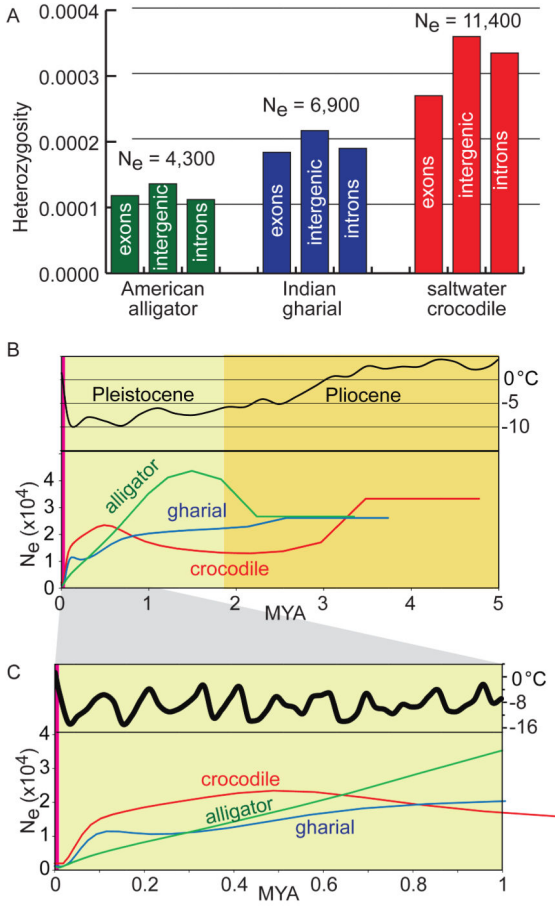 A
0.0004
0.0003
0.0002
0.0001
0.0000
Heterozygosity
Ne = 4,300
Ne = 6,900
Ne = 11,400
exons
intergenic
introns
exons
intergenic
introns
exons
intergenic
introns
American
alligator
Indian
gharial
saltwater
crocodile
B
Pleistocene
Pliocene
0°C
-5
-10
Ne (x10⁴)
4
3
2
1
0
alligator
gharial
crocodile
0
1
2
3
4
5
MYA
C
0°C
-8
-16
Ne (x10⁴)
4
3
2
1
0
crocodile
alligator
gharial
0
0.2
0.4
0.6
0.8
1
MYA